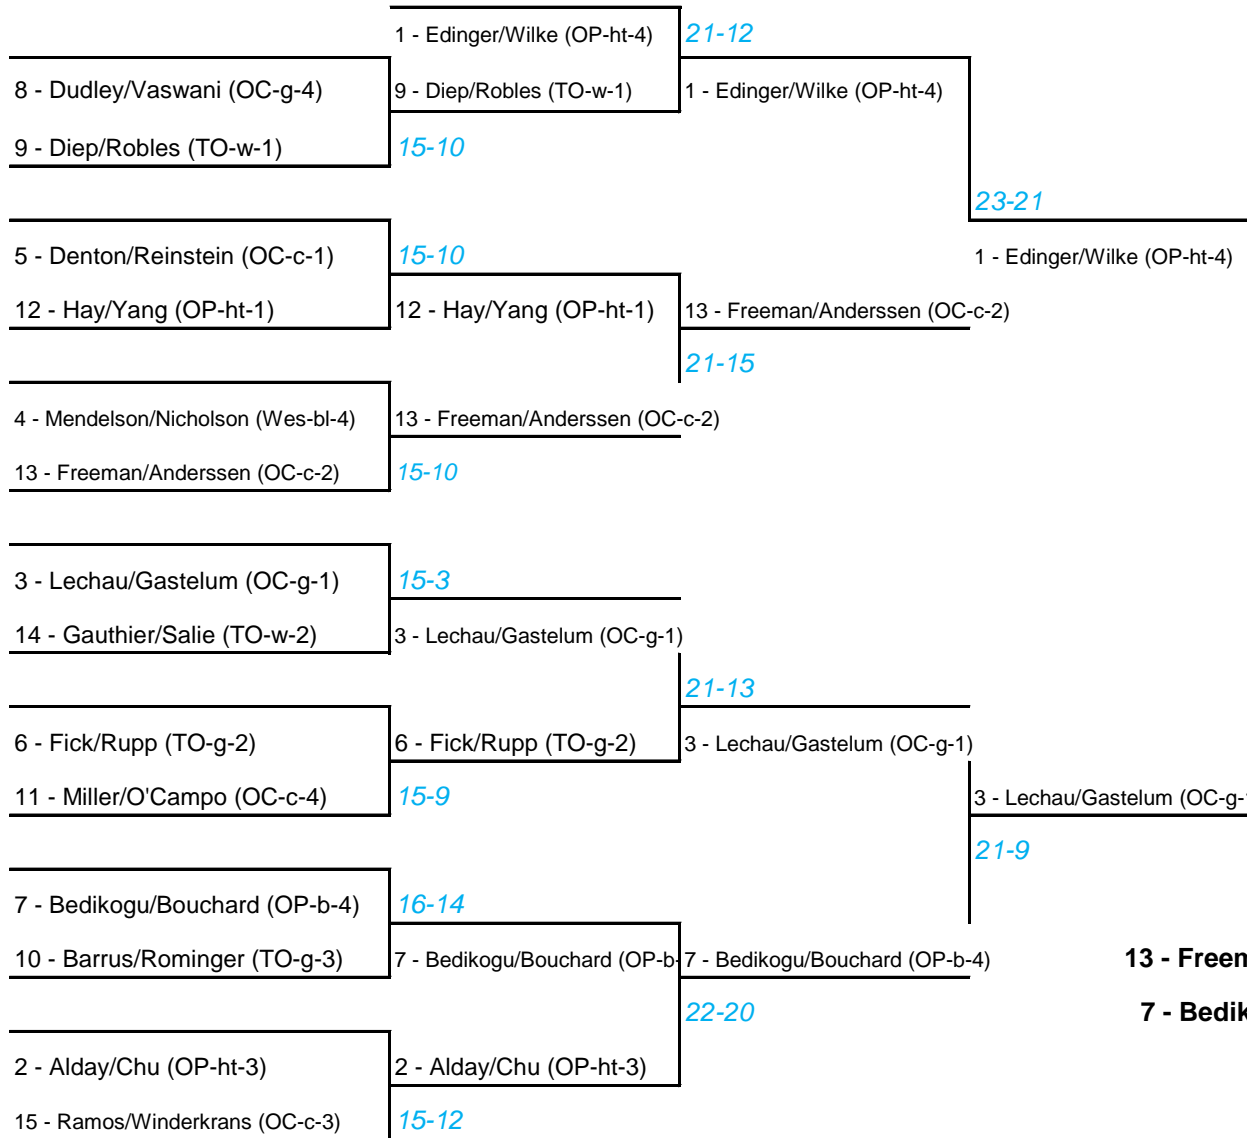 1 - Edinger/Wilke (OP-ht-4) 21-12
8 - Dudley/Vaswani (OC-g-4) 9 - Diep/Robles (TO-w-1) 1 - Edinger/Wilke (OP-ht-4)
9 - Diep/Robles (TO-w-1) 15-10
23-21
5 - Denton/Reinstein (OC-c-1) 15-10 1 - Edinger/Wilke (OP-ht-4)
12 - Hay/Yang (OP-ht-1) 12 - Hay/Yang (OP-ht-1) 13 - Freeman/Anderssen (OC-c-2)
21-15
4 - Mendelson/Nicholson (Wes-bl-4) 13 - Freeman/Anderssen (OC-c-2)
13 - Freeman/Anderssen (OC-c-2) 15-10
3 - Lechau/Gastelum (OC-g-1) 15-3
14 - Gauthier/Salie (TO-w-2) 3 - Lechau/Gastelum (OC-g-1)
21-13
6 - Fick/Rupp (TO-g-2) 6 - Fick/Rupp (TO-g-2) 3 - Lechau/Gastelum (OC-g-1)
11 - Miller/O'Campo (OC-c-4) 15-9 3 - Lechau/Gastelum (OC-g-
21-9
7 - Bedikogu/Bouchard (OP-b-4) 16-14
10 - Barrus/Rominger (TO-g-3) 7 - Bedikogu/Bouchard (OP-b- 7 - Bedikogu/Bouchard (OP-b-4) 13 - Freem
22-20 7 - Bedik
2 - Alday/Chu (OP-ht-3) 2 - Alday/Chu (OP-ht-3)
15 - Ramos/Winderkrans (OC-c-3) 15-12